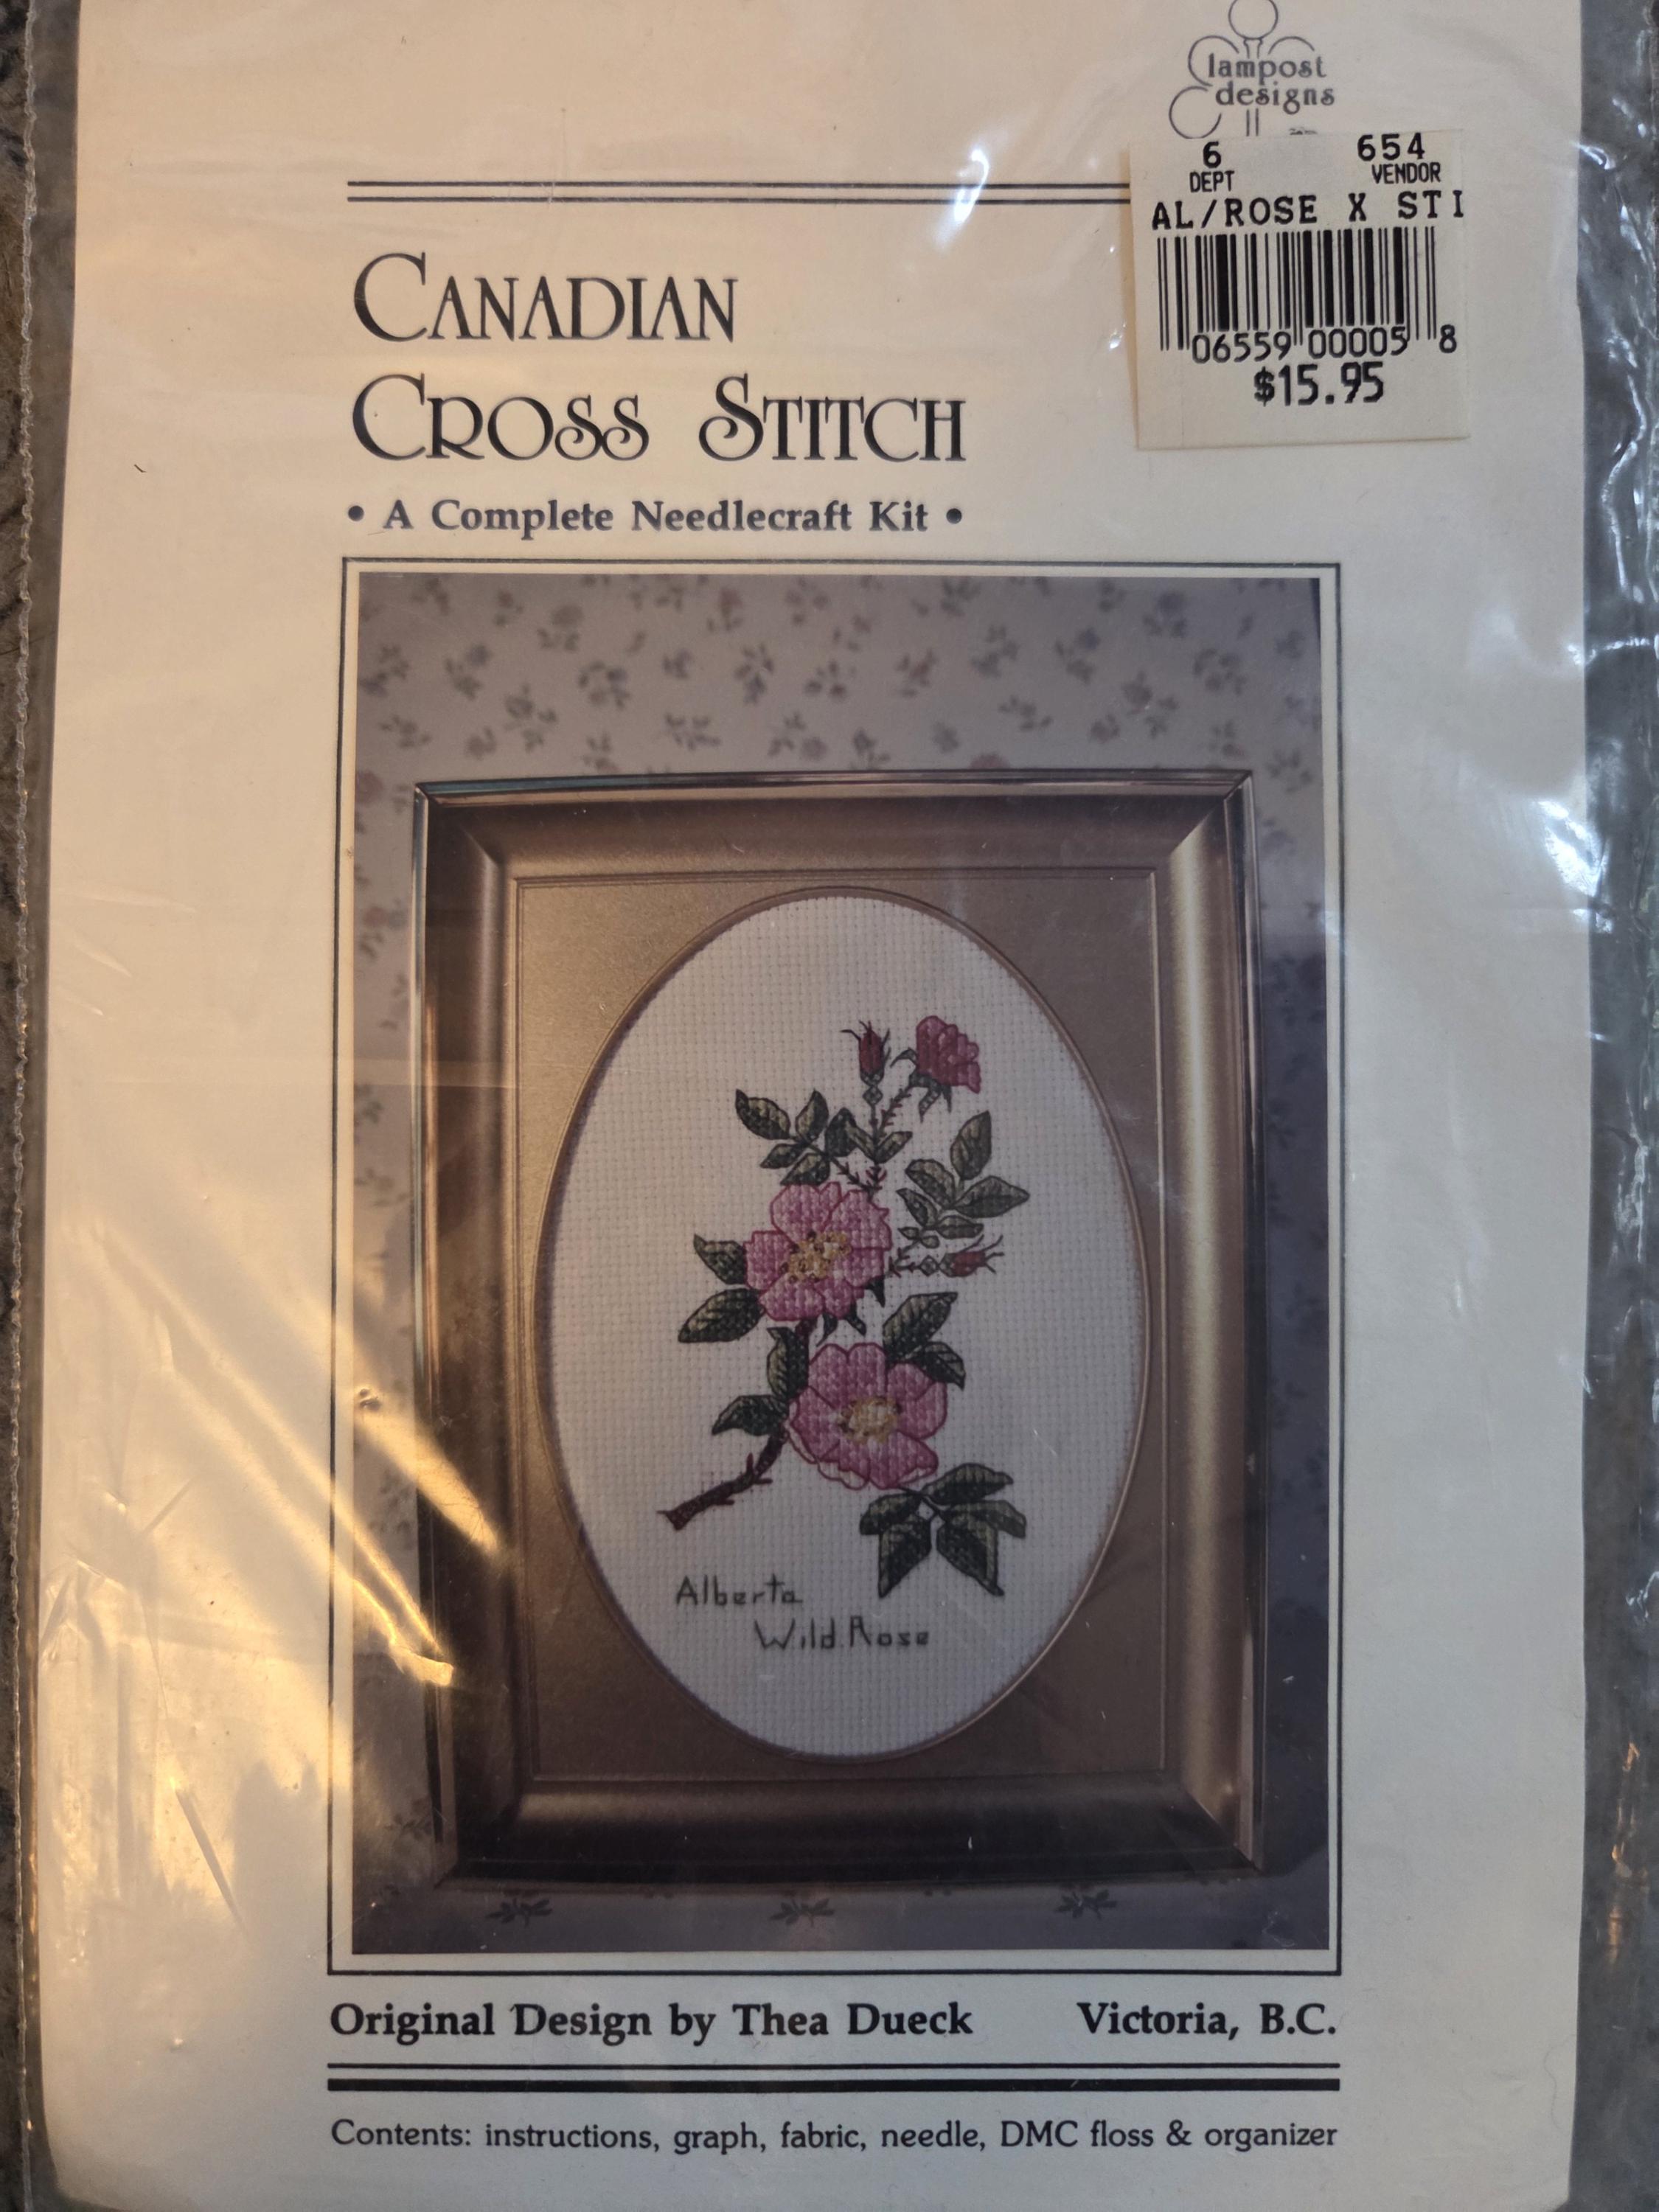 lampost
designs
6 654
DEPT VENDOR
AL/ROSE X STI
06559 00005 8
$15.95
CANADIAN
CROSS STITCH
• A Complete Needlecraft Kit •
Alberta
Wild Rose
Original Design by Thea Dueck Victoria, B.C.
Contents: instructions, graph, fabric, needle, DMC floss & organizer